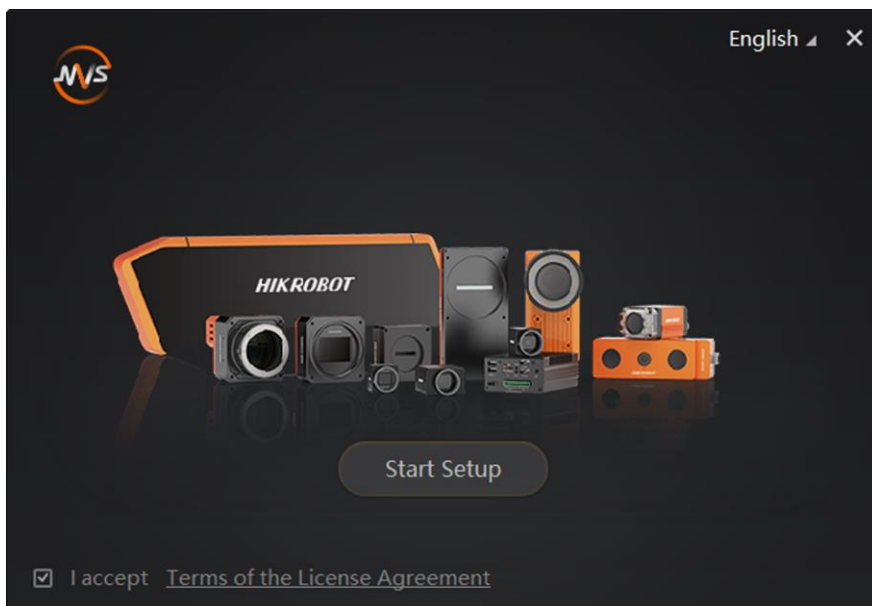 English
MVS
HIKROBOT
Start Setup
I accept Terms of the License Agreement